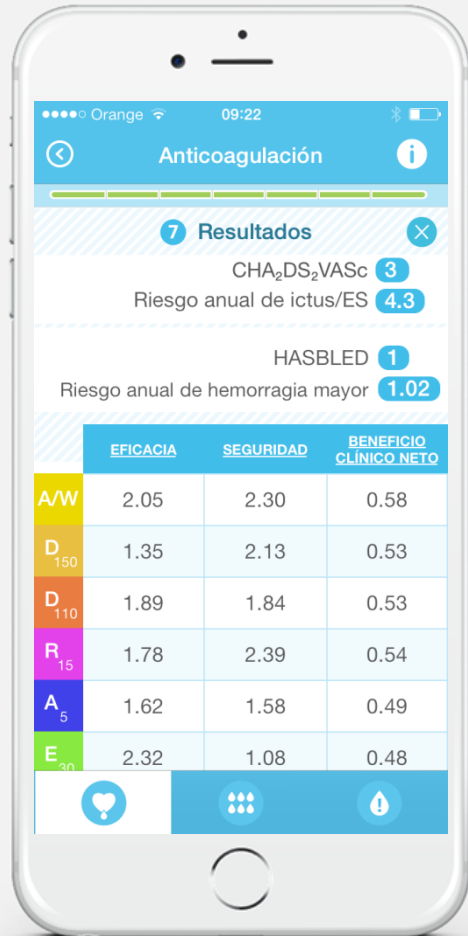 Orange 09:22
Anticoagulación i
7 Resultados
CHA₂DS₂VASc 3
Riesgo anual de ictus/ES 4.3
HASBLED 1
Riesgo anual de hemorragia mayor 1.02
EFICACIA SEGURIDAD BENEFICIO
CLÍNICO NETO
A/W 2.05 2.30 0.58
D150 1.35 2.13 0.53
D110 1.89 1.84 0.53
R15 1.78 2.39 0.54
A5 1.62 1.58 0.49
E30 2.32 1.08 0.48